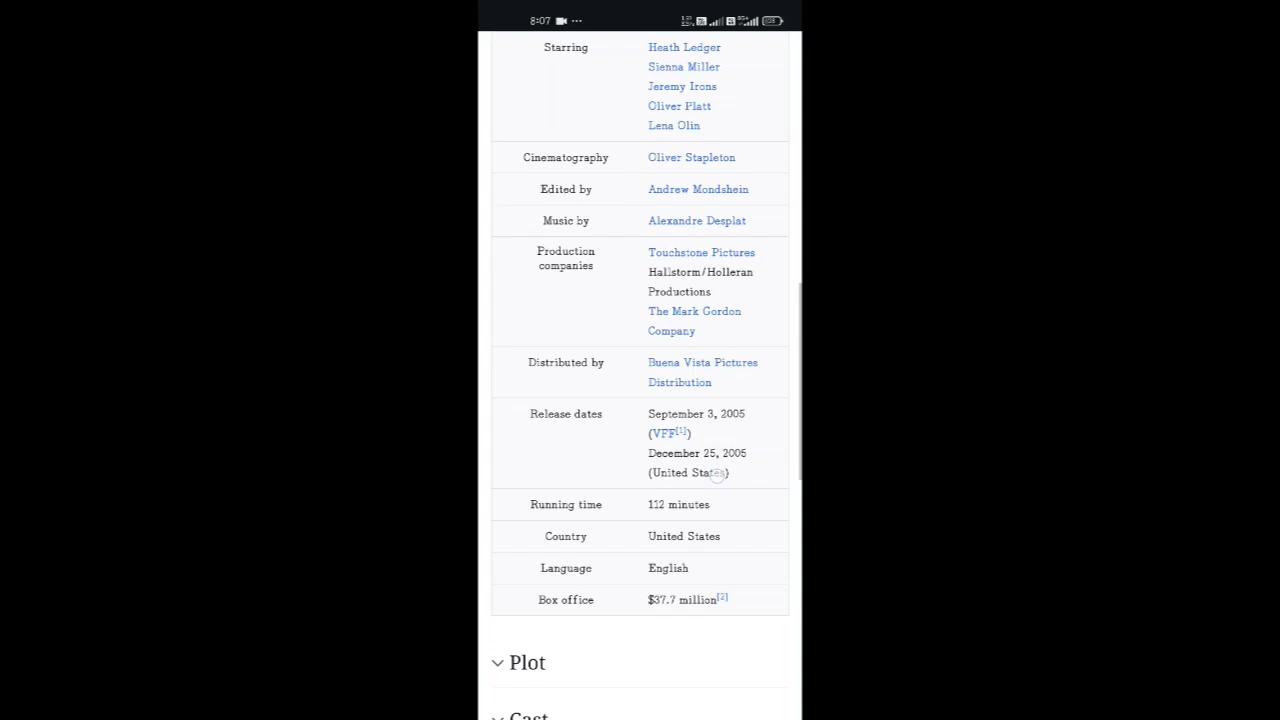 8:07
Starring
Heath Ledger
Sienna Miller
Jeremy Irons
Oliver Platt
Lena Olin
Cinematography
Oliver Stapleton
Edited by
Andrew Mondshein
Music by
Alexandre Desplat
Production
companies
Touchstone Pictures
Hallstorm/Holleran
Productions
The Mark Gordon
Company
Distributed by
Buena Vista Pictures
Distribution
Release dates
September 3, 2005
(VFF[1])
December 25, 2005
(United States)
Running time
112 minutes
Country
United States
Language
English
Box office
$37.7 million[2]
Plot
Cast